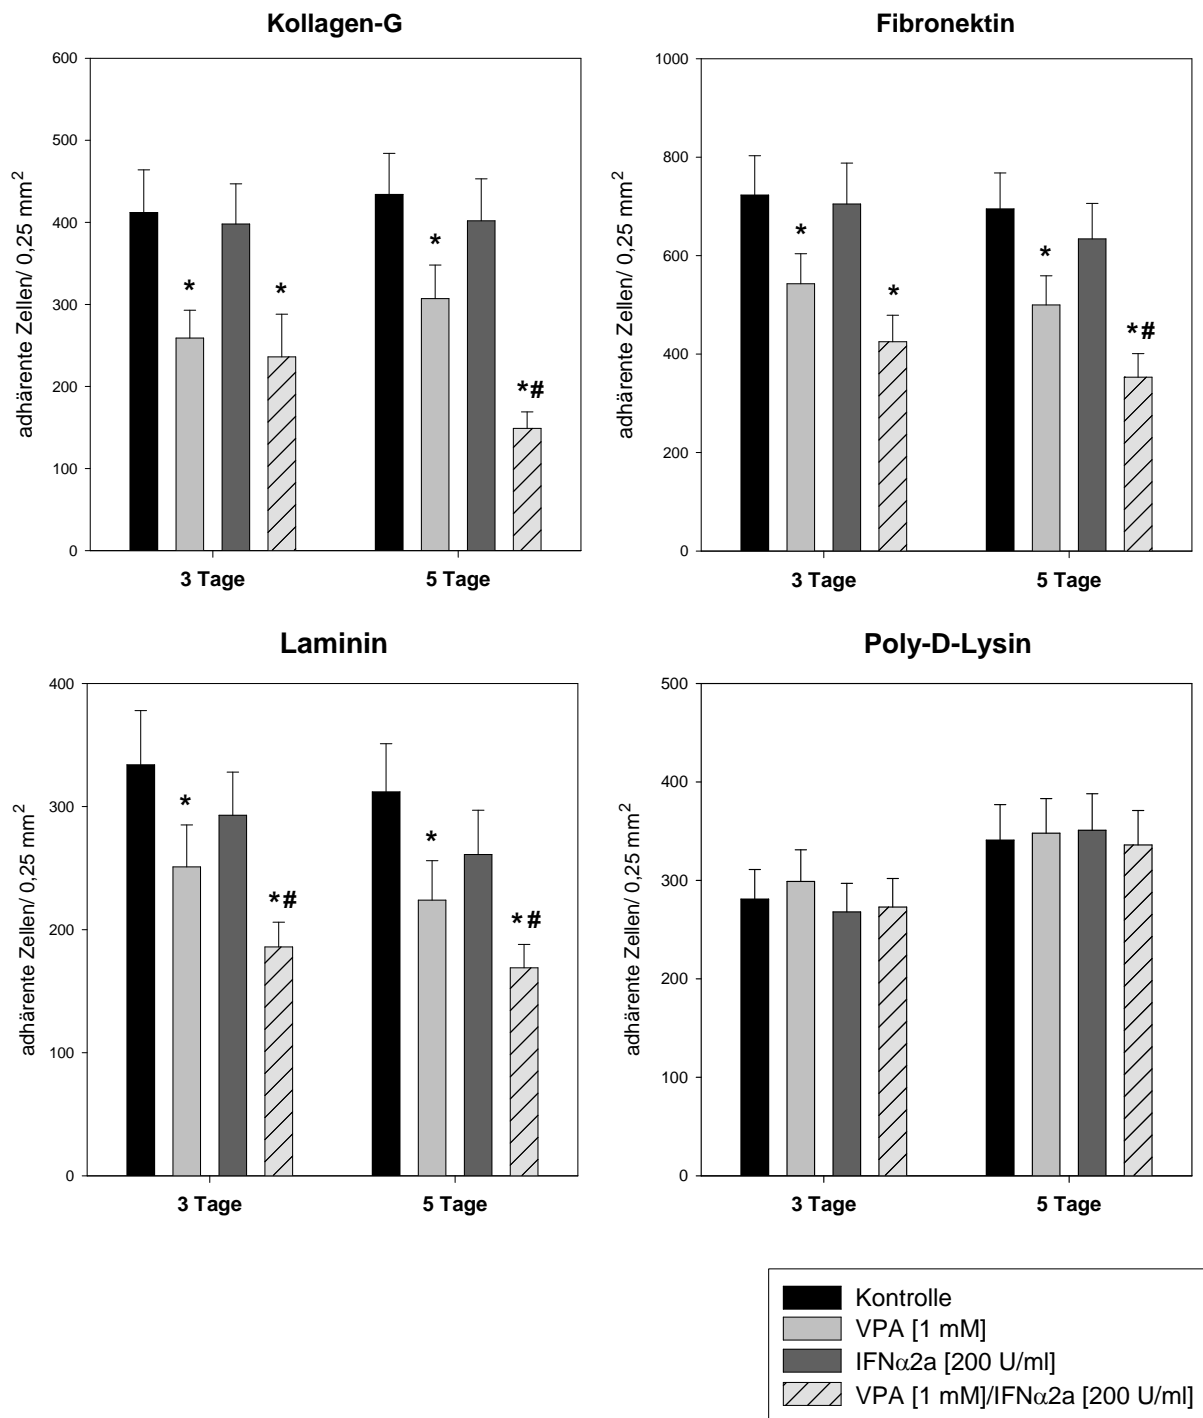 Kollagen-G
adhärente Zellen/ 0,25 mm²
600
500
400
300
200
100
0
*
*
*
*#
3 Tage
5 Tage
Fibronektin
adhärente Zellen/ 0,25 mm²
1000
800
600
400
200
0
*
*
*
*#
3 Tage
5 Tage
Laminin
adhärente Zellen/ 0,25 mm²
400
300
200
100
0
*
*#
*
*#
3 Tage
5 Tage
Poly-D-Lysin
adhärente Zellen/ 0,25 mm²
500
400
300
200
100
0
3 Tage
5 Tage
Kontrolle
VPA [1 mM]
IFNα2a [200 U/ml]
VPA [1 mM]/IFNα2a [200 U/ml]